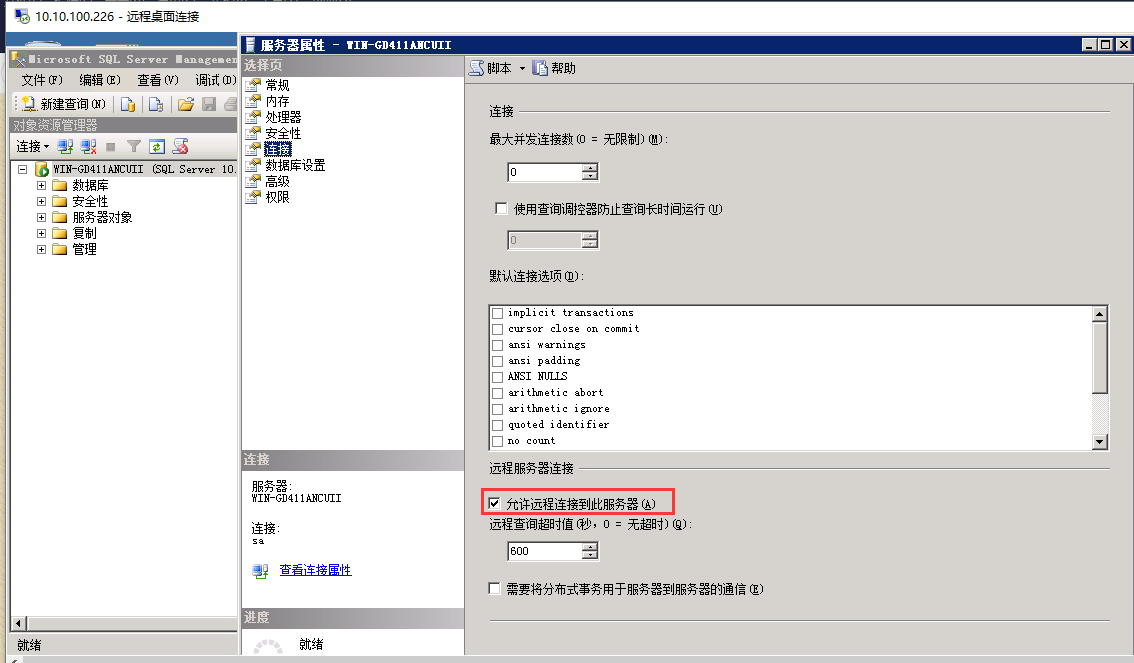 10.10.100.226 - 远程桌面连接
Microsoft SQL Server Managemen
文件(F) 编辑(E) 查看(V) 调试(D)
新建查询(N)
对象资源管理器
连接
WIN-GD411ANCUII (SQL Server 10.
数据库
安全性
服务器对象
复制
管理
就绪
服务器属性 - WIN-GD411ANCUII
选择页
常规
内存
处理器
安全性
连接
数据库设置
高级
权限
连接
服务器:
WIN-GD411ANCUII
连接:
sa
查看连接属性
进度
就绪
脚本 帮助
连接
最大并发连接数(0 = 无限制)(M):
0
使用查询调控器防止查询长时间运行(U)
0
默认连接选项(D):
implicit transactions
cursor close on commit
ansi warnings
ansi padding
ANSI NULLS
arithmetic abort
arithmetic ignore
quoted identifier
no count
远程服务器连接
允许远程连接到此服务器(A)
远程查询超时值(秒，0 = 无超时)(Q):
600
需要将分布式事务用于服务器到服务器的通信(E)